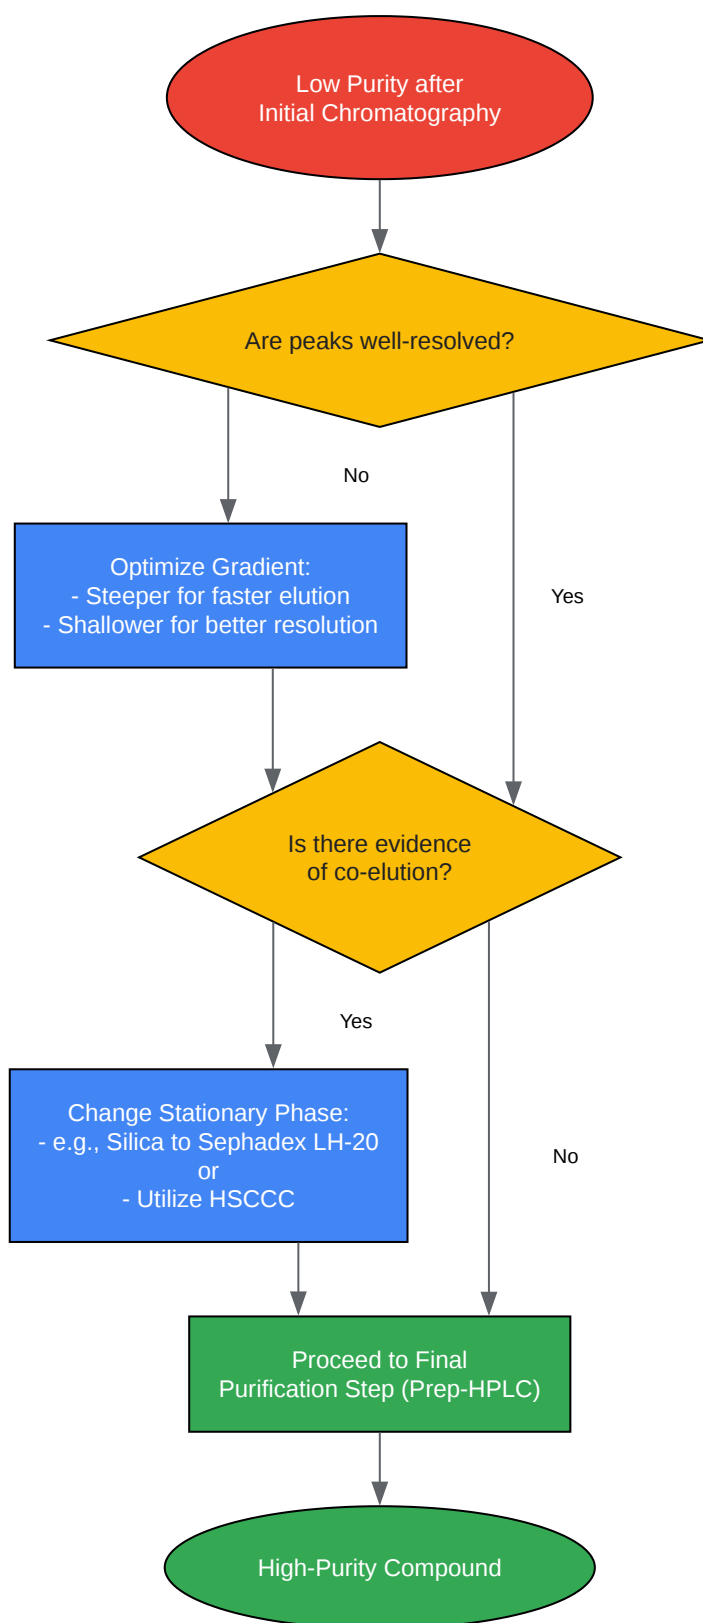 Low Purity after
Initial Chromatography
Are peaks well-resolved?
No
Optimize Gradient:
- Steeper for faster elution
- Shallower for better resolution
Yes
Is there evidence
of co-elution?
Yes
Change Stationary Phase:
- e.g., Silica to Sephadex LH-20
or
- Utilize HSCCC
No
Proceed to Final
Purification Step (Prep-HPLC)
High-Purity Compound